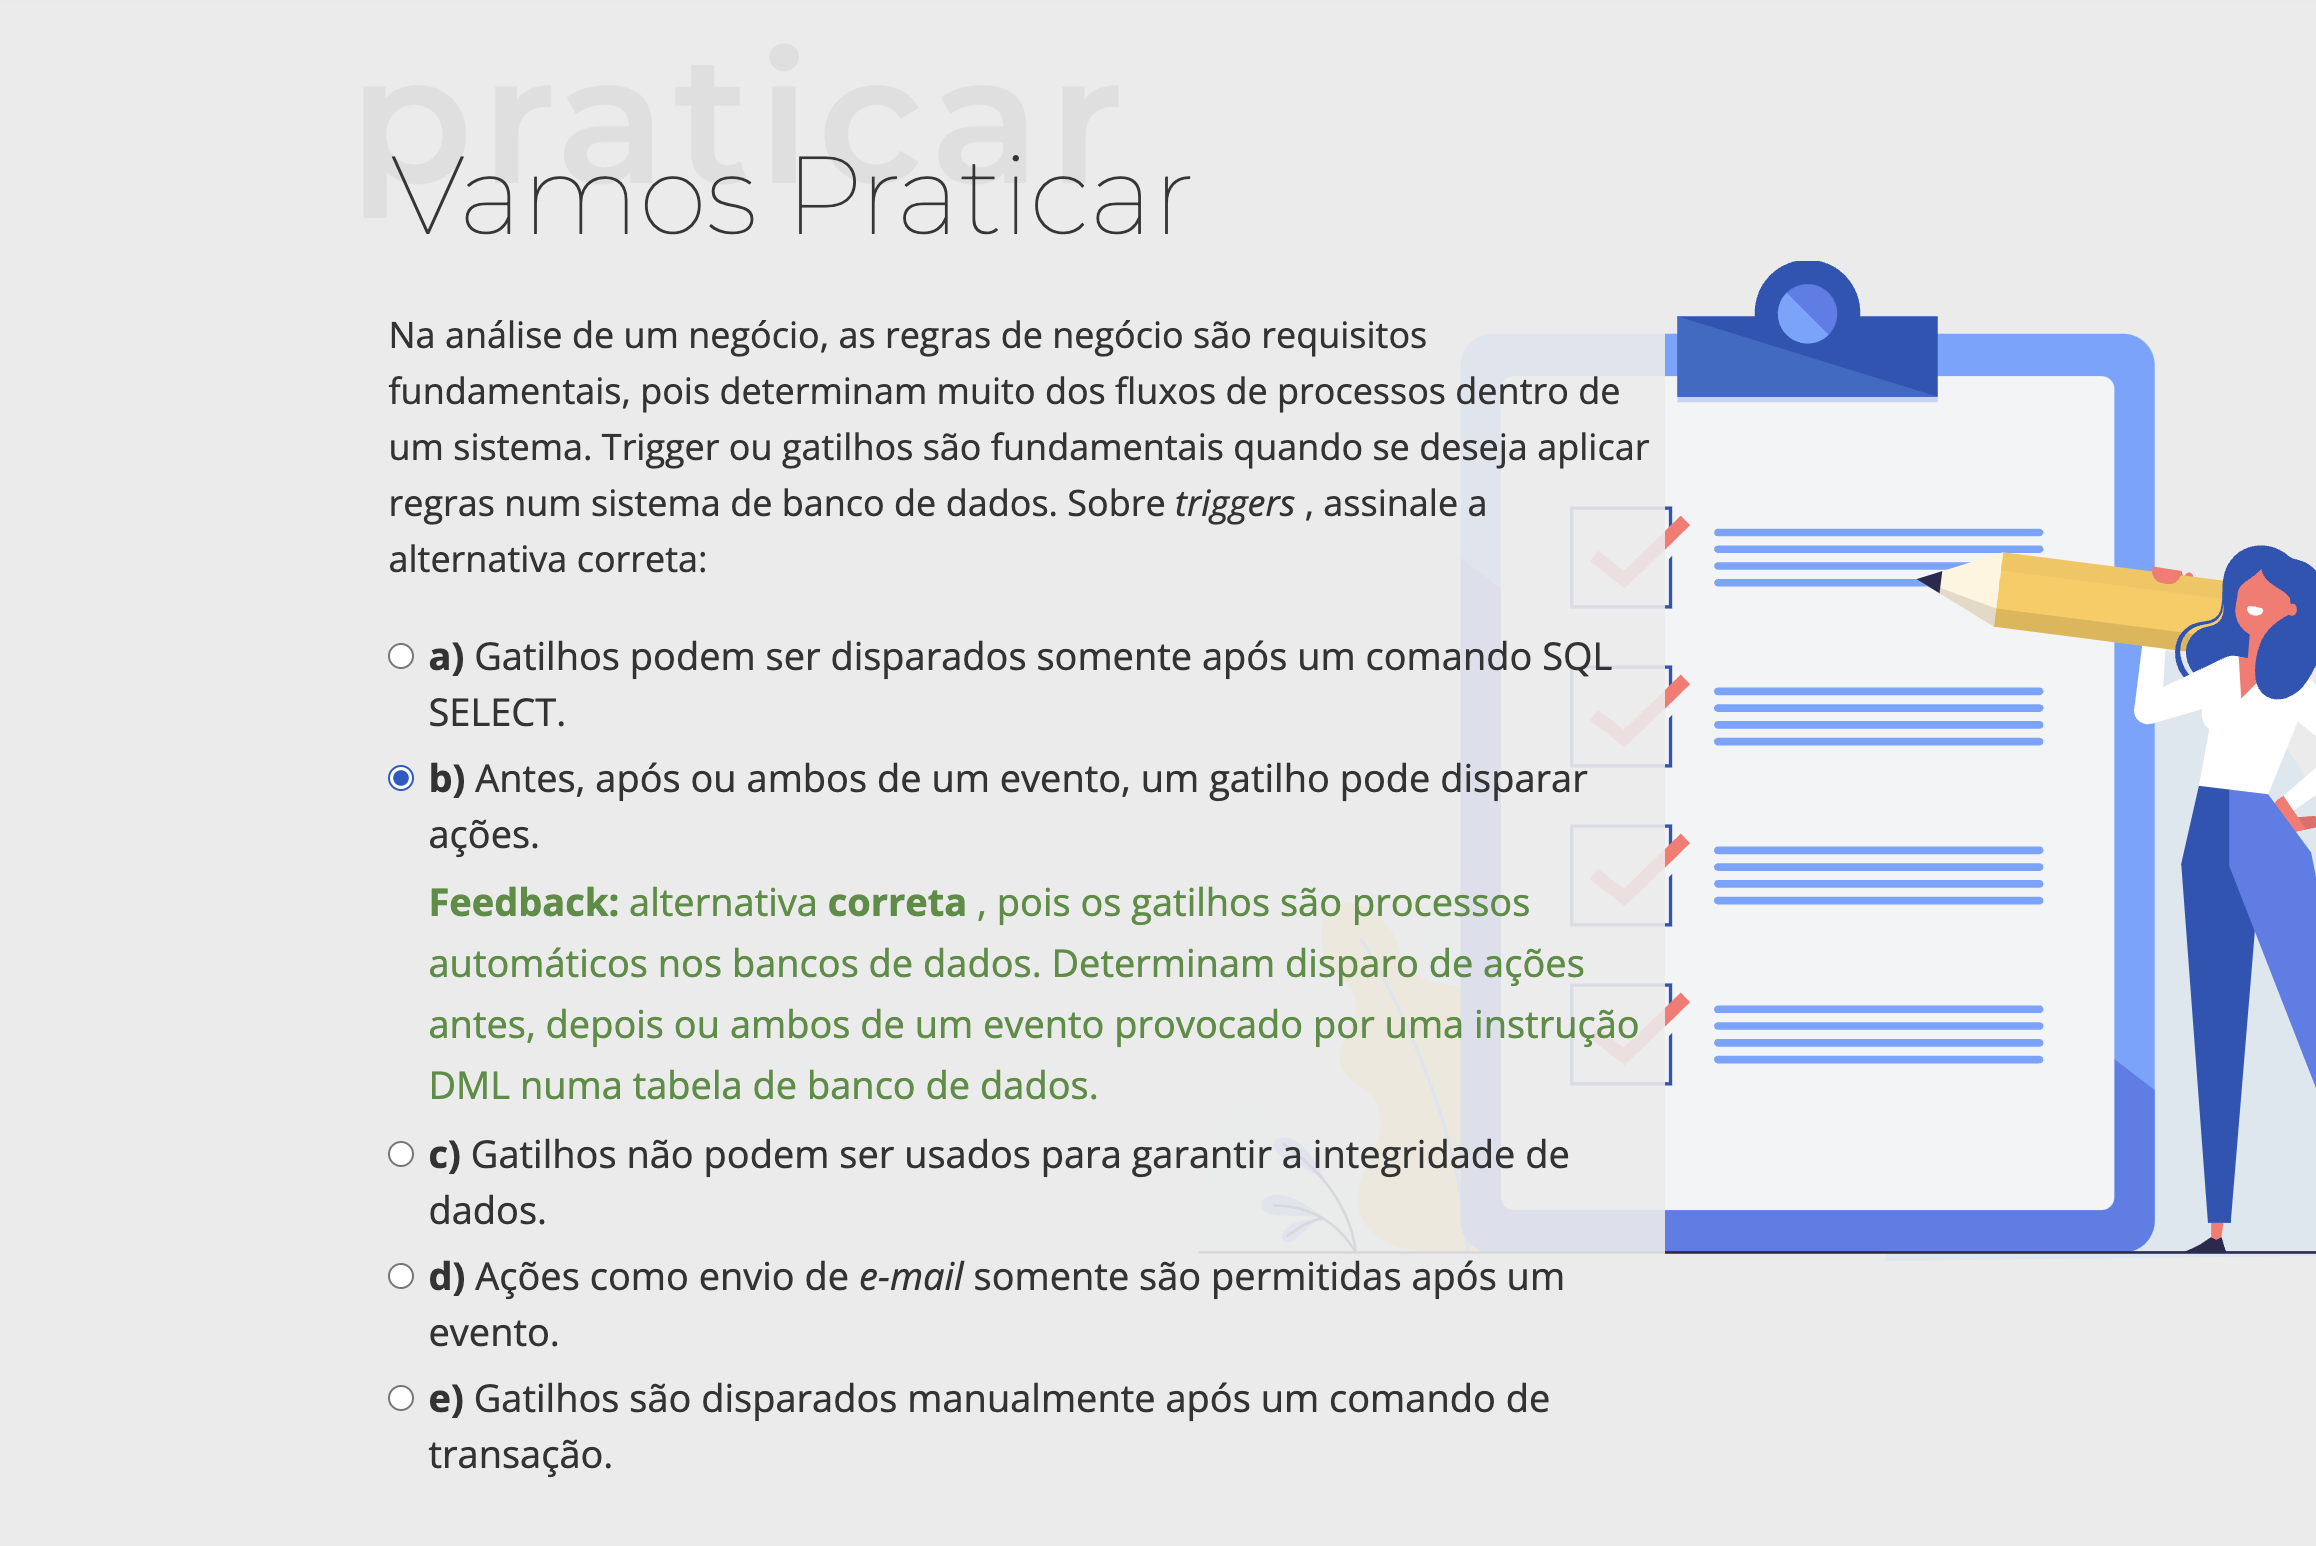 praticar
Vamos Praticar
Na análise de um negócio, as regras de negócio são requisitos
fundamentais, pois determinam muito dos fluxos de processos dentro de
um sistema. Trigger ou gatilhos são fundamentais quando se deseja aplicar
regras num sistema de banco de dados. Sobre triggers , assinale a
alternativa correta:
a) Gatilhos podem ser disparados somente após um comando SQL
SELECT.
b) Antes, após ou ambos de um evento, um gatilho pode disparar
ações.
Feedback: alternativa correta , pois os gatilhos são processos
automáticos nos bancos de dados. Determinam disparo de ações
antes, depois ou ambos de um evento provocado por uma instrução
DML numa tabela de banco de dados.
c) Gatilhos não podem ser usados para garantir a integridade de
dados.
d) Ações como envio de e-mail somente são permitidas após um
evento.
e) Gatilhos são disparados manualmente após um comando de
transação.